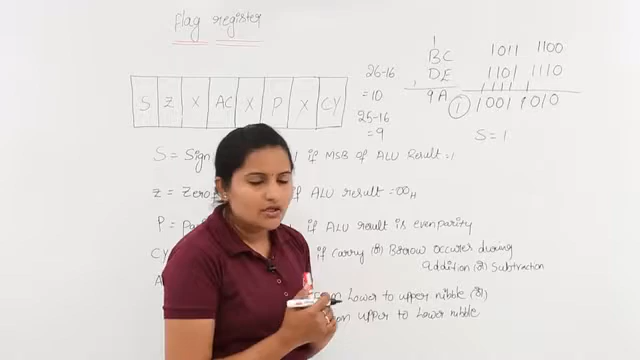 flag register
S Z X AC X P X CY
26-16
=10
25-16
=9
1
BC
DE
9A
1011 1100
1101 1110
1 1001 1010
S=1
S = Sign 1 if MSB of ALU Result=1
Z = Zero if ALU result =00H
P = if ALU result is even parity
CY if Carry (or) Borrow occures during
Addition (or) Subtraction
A Lower to upper nibble (or)
upper to Lower nibble